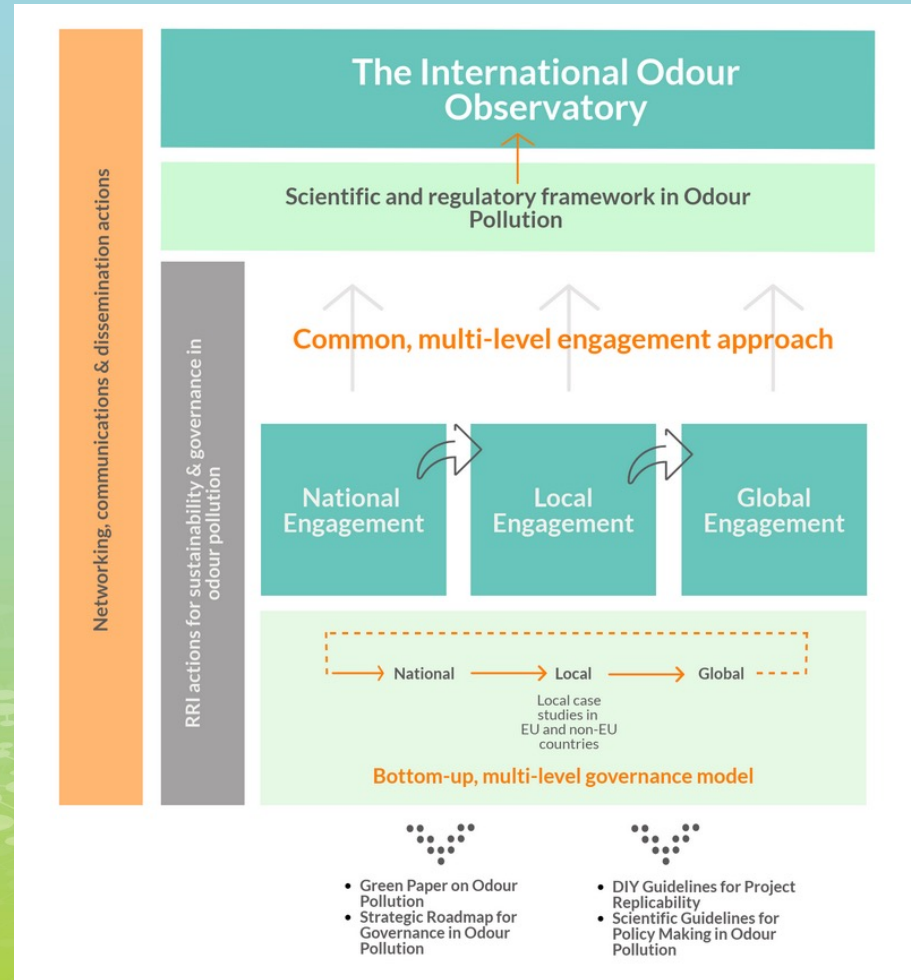 The International Odour
Observatory
Scientific and regulatory framework in Odour
Pollution
Networking, communications & dissemination actions
RRI actions for sustainability & governance in
odour pollution
Common, multi-level engagement approach
National
Engagement
Local
Engagement
Global
Engagement
National
Local
Global
Local case
studies in
EU and non-EU
countries
Bottom-up, multi-level governance model
• Green Paper on Odour
Pollution
• Strategic Roadmap for
Governance in Odour
Pollution
• DIY Guidelines for Project
Replicability
• Scientific Guidelines for
Policy Making in Odour
Pollution